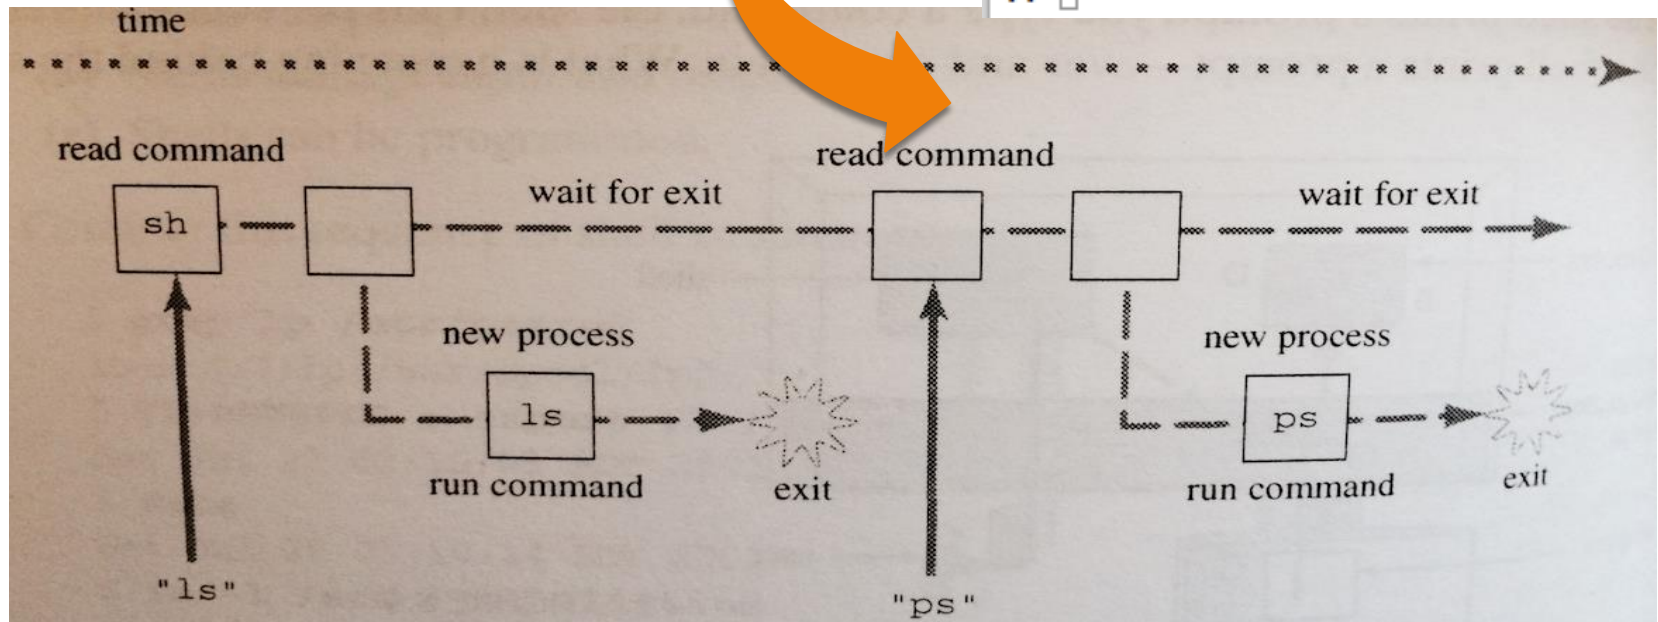 time
read command
read command
sh
wait for exit
wait for exit
new process
new process
ls
ps
run command
exit
run command
exit
"ls"
"ps"